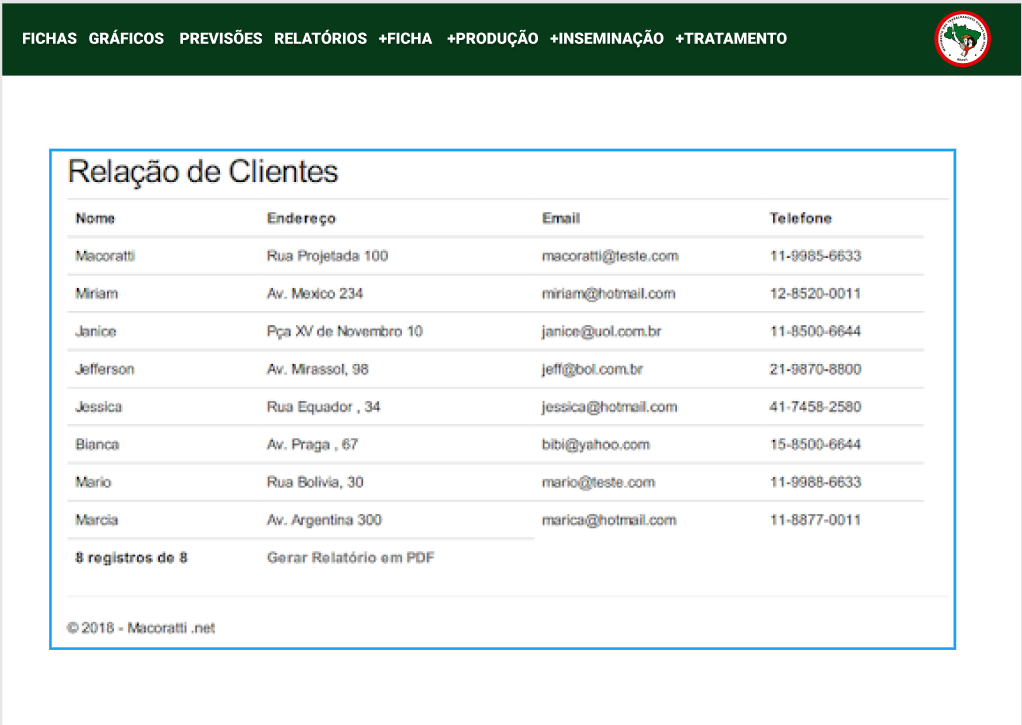 FICHAS GRÁFICOS PREVISÕES RELATÓRIOS +FICHA +PRODUÇÃO +INSEMINAÇÃO +TRATAMENTO
Relação de Clientes
Nome Endereço Email Telefone
Macoratti Rua Projetada 100 macoratti@teste.com 11-9985-6633
Miriam Av. Mexico 234 miriam@hotmail.com 12-8520-0011
Janice Pça XV de Novembro 10 janice@uol.com.br 11-8500-6644
Jefferson Av. Mirassol, 98 jeff@bol.com.br 21-9870-8800
Jessica Rua Equador , 34 jessica@hotmail.com 41-7458-2580
Bianca Av. Praga , 67 bibi@yahoo.com 15-8500-6644
Mario Rua Bolivia, 30 mario@teste.com 11-9988-6633
Marcia Av. Argentina 300 marica@hotmail.com 11-8877-0011
8 registros de 8 Gerar Relatório em PDF
© 2018 - Macoratti .net